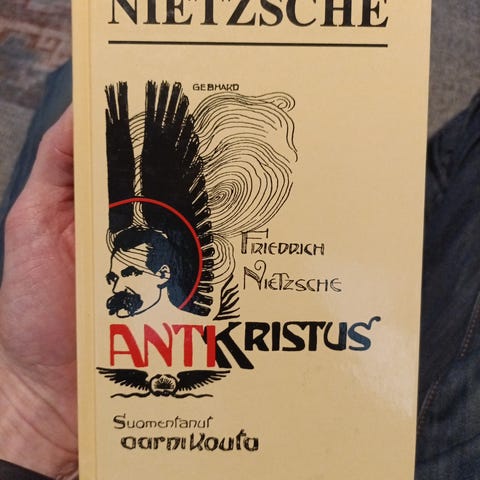 NIETZSCHE
GEBHARD
FRIEDRICH
NIETZSCHE
ANTIKRISTUS
Suomentanut
aarni Kouta